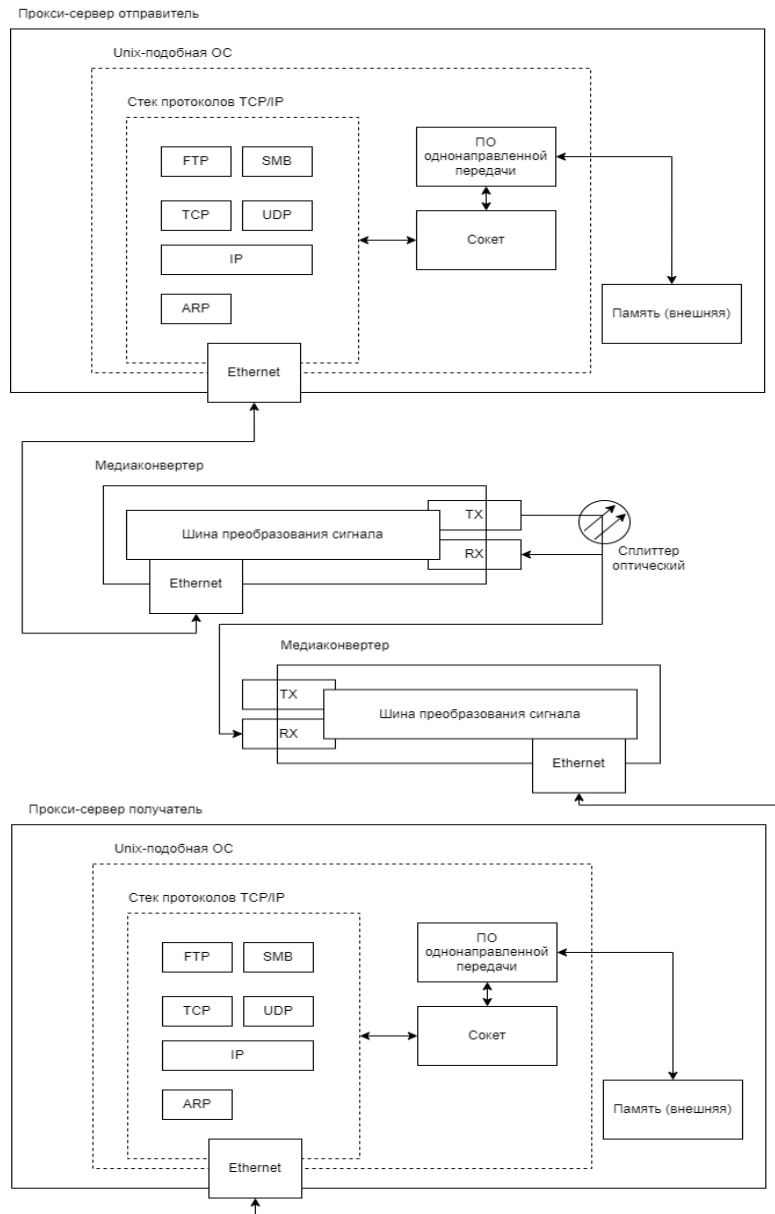 Прокси-сервер отправитель
Unix-подобная ОС
Стек протоколов TCP/IP
FTP
SMB
TCP
UDP
IP
ARP
ПО
однонаправленной
передачи
Сокет
Память (внешняя)
Ethernet
Медиаконвертер
TX
Шина преобразования сигнала
RX
Ethernet
Сплиттер
оптический
Медиаконвертер
TX
Шина преобразования сигнала
RX
Ethernet
Прокси-сервер получатель
Unix-подобная ОС
Стек протоколов TCP/IP
FTP
SMB
TCP
UDP
IP
ARP
ПО
однонаправленной
передачи
Сокет
Память (внешняя)
Ethernet